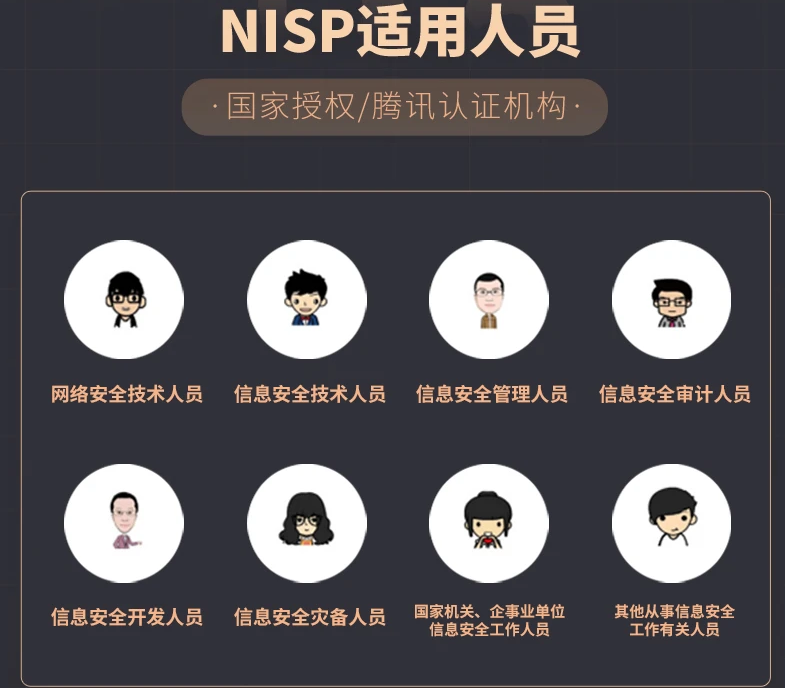 NISP适用人员
·国家授权/腾讯认证机构·
网络安全技术人员
信息安全技术人员
信息安全管理人员
信息安全审计人员
信息安全开发人员
信息安全灾备人员
国家机关、企事业单位
信息安全工作人员
其他从事信息安全
工作有关人员